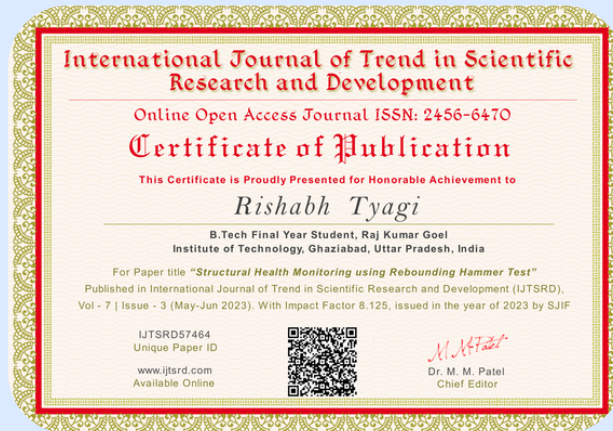 International Journal of Trend in Scientific
Research and Development
Online Open Access Journal ISSN: 2456-6470
Certificate of Publication
This Certificate is Proudly Presented for Honorable Achievement to
Rishabh Tyagi
B.Tech Final Year Student, Raj Kumar Goel
Institute of Technology, Ghaziabad, Uttar Pradesh, India
For Paper title “Structural Health Monitoring using Rebounding Hammer Test”
Published in International Journal of Trend in Scientific Research and Development (IJTSRD),
Vol - 7 | Issue - 3 (May-Jun 2023). With Impact Factor 8.125, issued in the year of 2023 by SJIF
IJTSRD57464
Unique Paper ID
www.ijtsrd.com
Available Online
M. M. Patel
Dr. M. M. Patel
Chief Editor